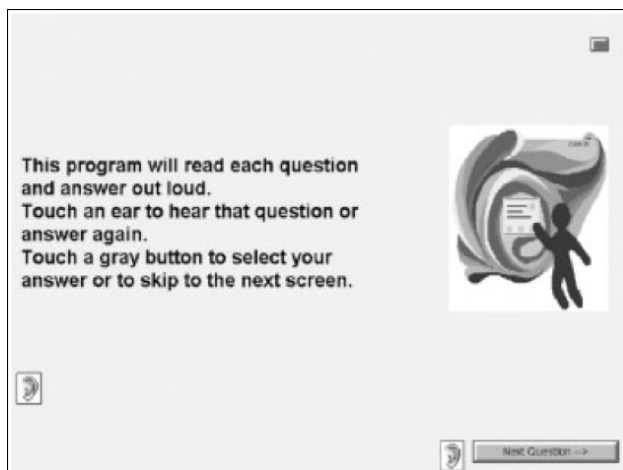 This program will read each question
and answer out loud.
Touch an ear to hear that question or
answer again.
Touch a gray button to select your
answer or to skip to the next screen.
Next Question -->